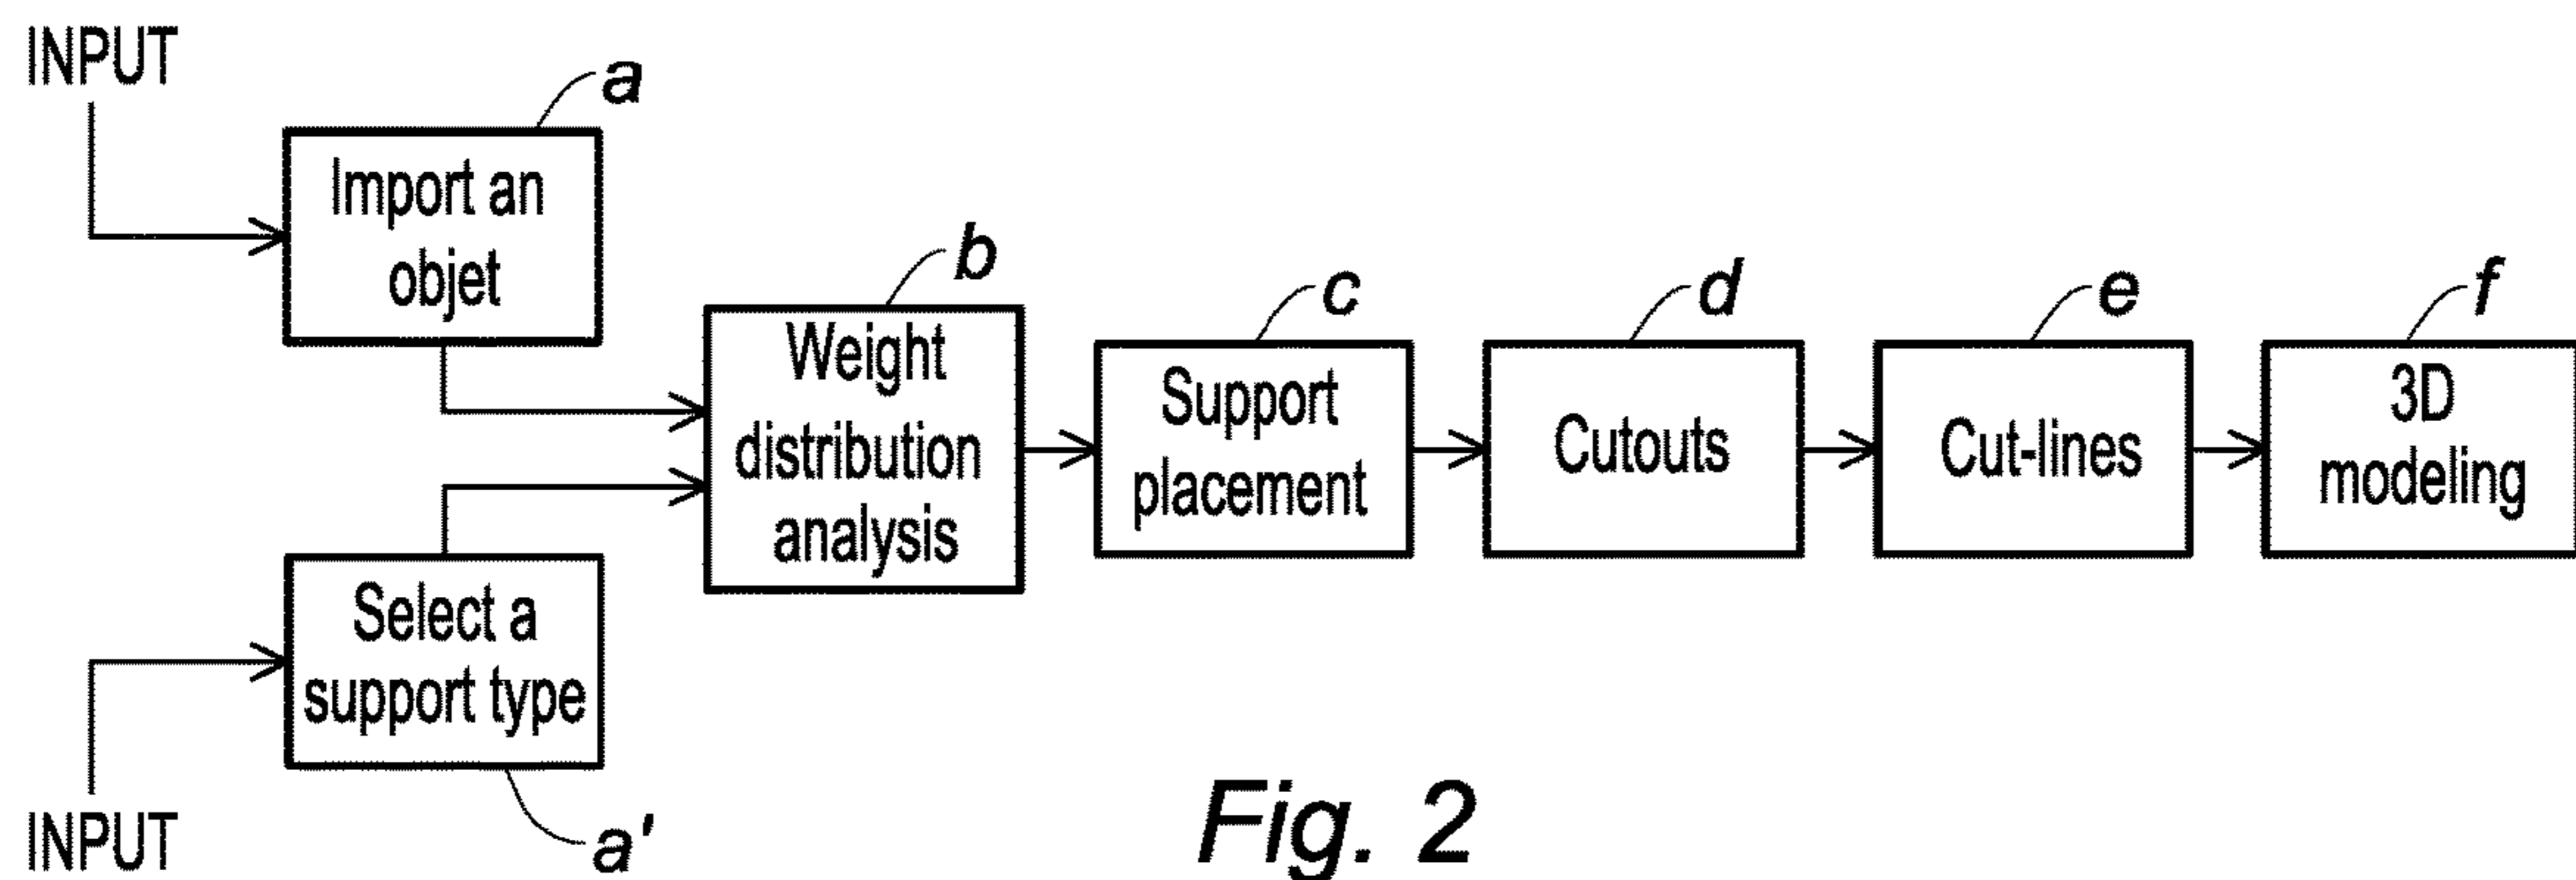 INPUT
a
Import an
objet
b
Weight
distribution
analysis
c
Support
placement
d
Cutouts
e
Cut-lines
f
3D
modeling
Select a
support type
a'
INPUT
Fig. 2